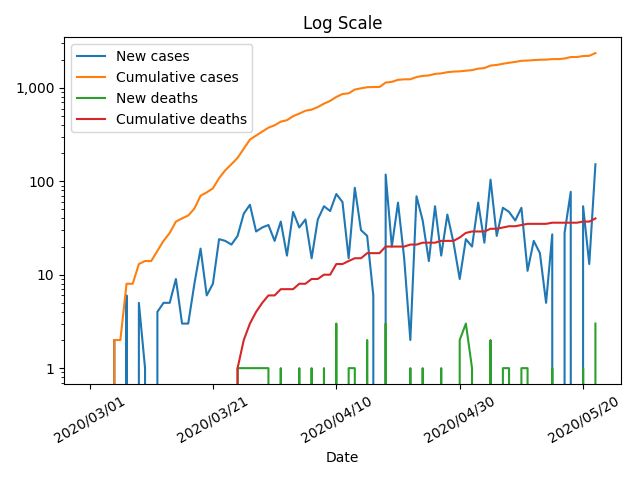 Log Scale
New cases
Cumulative cases
New deaths
Cumulative deaths
1,000
100
10
1
2020/03/01
2020/03/21
2020/04/10
2020/04/30
2020/05/20
Date